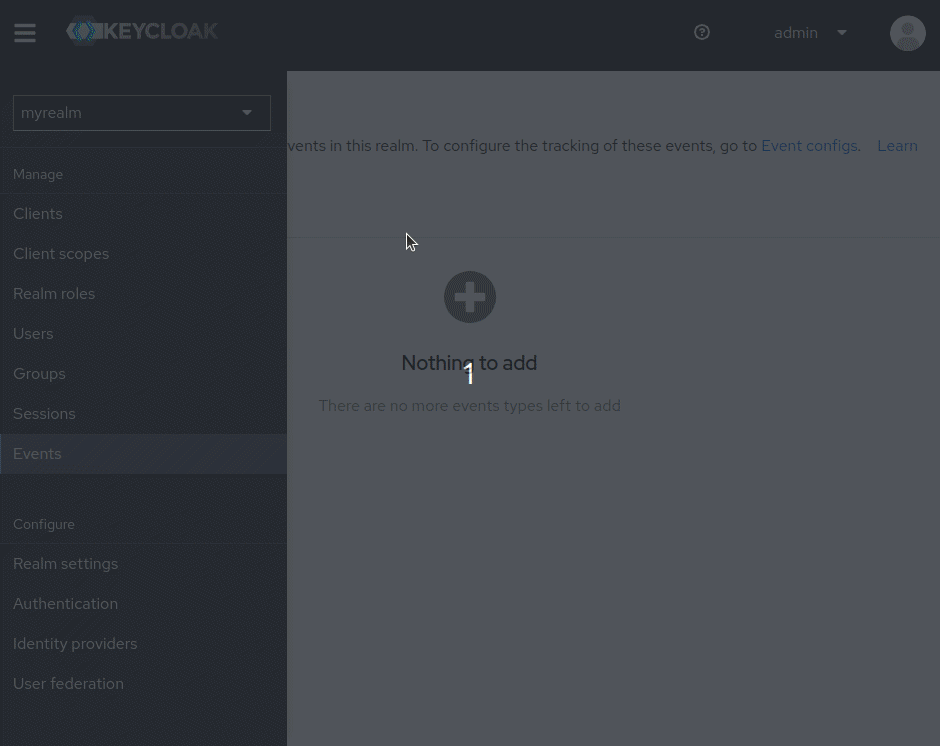 KEYCLOAK
admin
myrealm
vents in this realm. To configure the tracking of these events, go to Event configs. Learn
Manage
Clients
Client scopes
Realm roles
Users
Groups
Sessions
Events
Nothing to add
1
There are no more events types left to add
Configure
Realm settings
Authentication
Identity providers
User federation